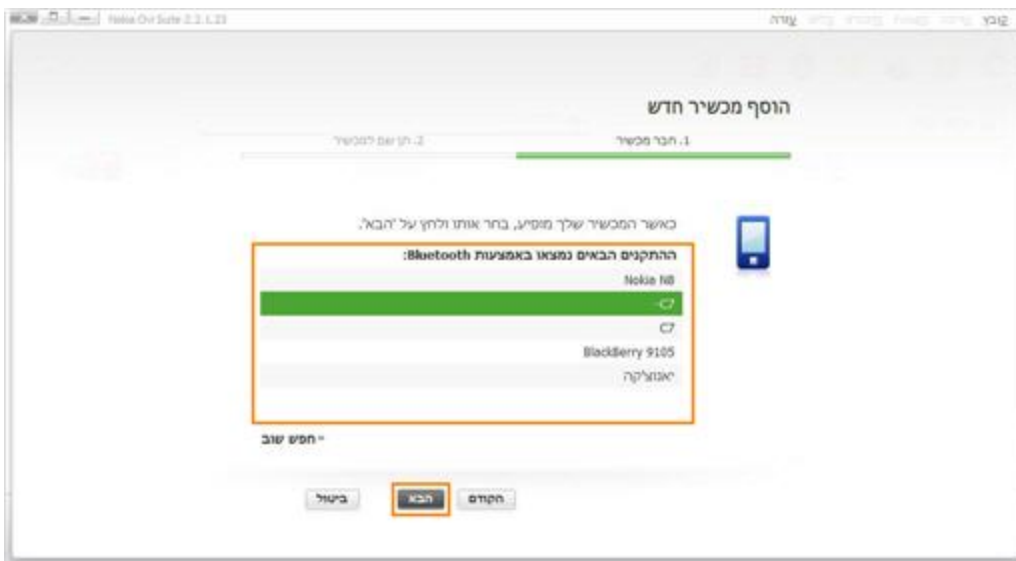 Nokia Ovi Suite 2.2.1.23
קובץ
עזרה
הוסף מכשיר חדש
1. חבר מכשיר
2. תן שם למכשיר
כאשר המכשיר שלך מופיע, בחר אותו ולחץ על 'הבא'.
ההתקנים הבאים נמצאו באמצעות Bluetooth:
Nokia N8
C7-
C7
BlackBerry 9105
יאנוצ'קה
חפש שוב
הקודם
הבא
ביטול